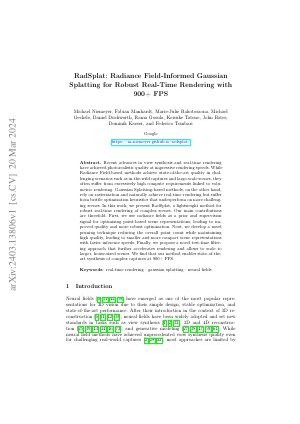 RadSplat: Radiance Field-Informed Gaussian
Splatting for Robust Real-Time Rendering with
900+ FPS
Michael Niemeyer, Fabian Manhardt, Marie-Julie Rakotosaona, Michael
Oechsle, Daniel Duckworth, Rama Gosula, Keisuke Tateno, John Bates,
Dominik Kaeser, and Federico Tombari
Google
arXiv:2403.13806v1 [cs.CV] 20 Mar 2024
Abstract. Recent advances in view synthesis and real-time rendering
have achieved photorealistic quality at impressive rendering speeds. While
Radiance Field-based methods achieve state-of-the-art quality in challenging
scenarios such as in-the-wild captures and large-scale scenes, they
often suffer from excessively high compute requirements linked to volumetric
rendering. Gaussian Splatting-based methods, on the other hand,
rely on rasterization and naturally achieve real-time rendering but suffer
from brittle optimization heuristics that underperform on more challenging
scenes. In this work, we present RadSplat, a lightweight method for
robust real-time rendering of complex scenes. Our main contributions
are threefold. First, we use radiance fields as a prior and supervision
signal for optimizing point-based scene representations, leading to improved
quality and more robust optimization. Next, we develop a novel
pruning technique reducing the overall point count while maintaining
high quality, leading to smaller and more compact scene representations
with faster inference speeds. Finally, we propose a novel test-time filtering
approach that further accelerates rendering and allows to scale to
larger, house-sized scenes. We find that our method enables state-of-the-art
synthesis of complex captures at 900+ FPS.
Keywords: real-time rendering · gaussian splatting · neural fields
1 Introduction
Neural fields have emerged as one of the most popular representations
for 3D vision due to their simple design, stable optimization, and
state-of-the-art performance. After their introduction in the context of 3D reconstruction
neural fields have been widely adopted and set new
standards in tasks such as view synthesis 3D and 4D reconstruction
and generative modeling While
neural field methods have achieved unprecedented view synthesis quality even
for challenging real-world captures most approaches are limited by